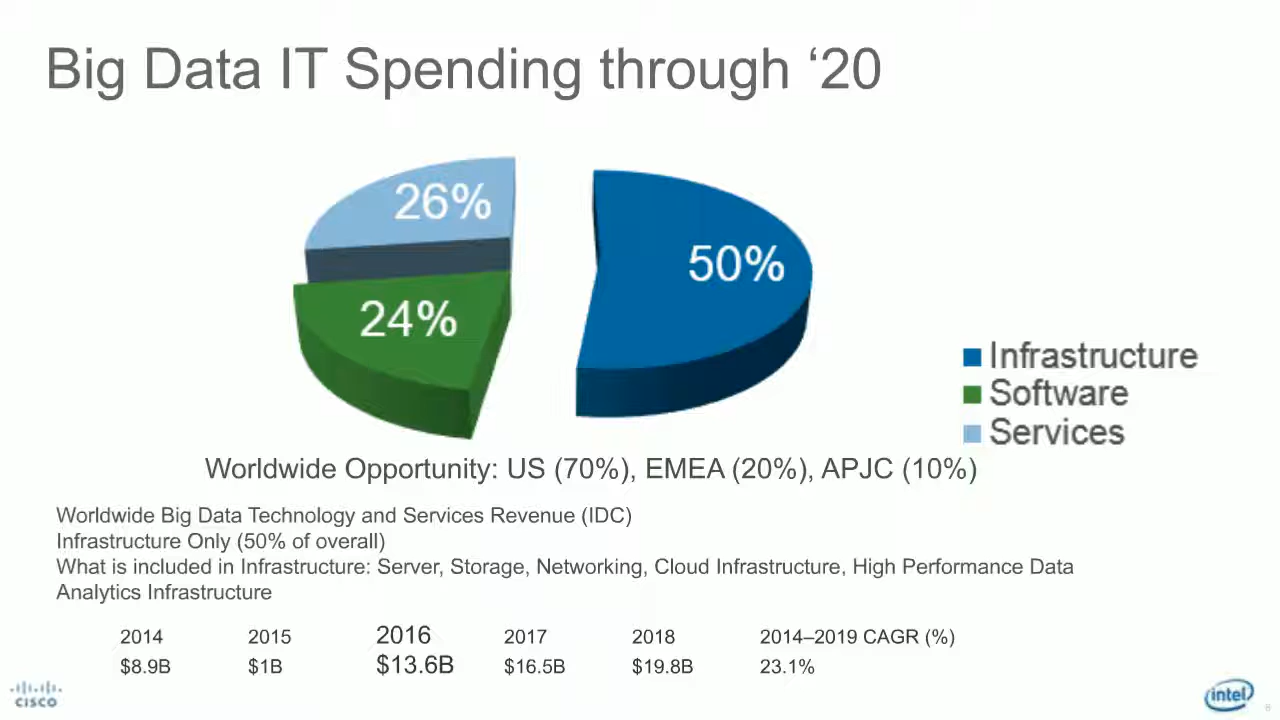 Big Data IT Spending through ‘20
26%
50%
24%
Infrastructure
Software
Services
Worldwide Opportunity: US (70%), EMEA (20%), APJC (10%)
Worldwide Big Data Technology and Services Revenue (IDC)
Infrastructure Only (50% of overall)
What is included in Infrastructure: Server, Storage, Networking, Cloud Infrastructure, High Performance Data
Analytics Infrastructure
2014 2015 2016 2017 2018 2014–2019 CAGR (%)
$8.9B $1B $13.6B $16.5B $19.8B 23.1%
CISCO
intel